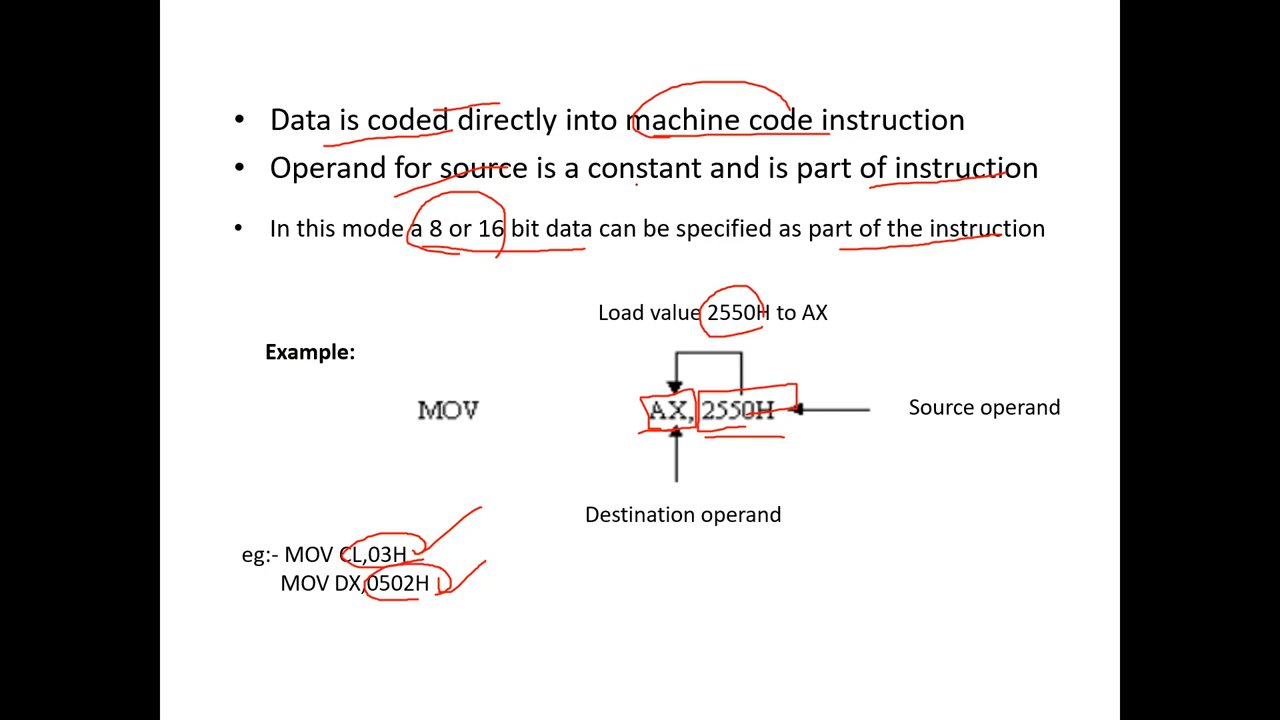 • Data is coded directly into machine code instruction
• Operand for source is a constant and is part of instruction
• In this mode a 8 or 16 bit data can be specified as part of the instruction
Load value 2550H to AX
Example:
MOV AX, 2550H Source operand
Destination operand
eg:- MOV CL,03H
MOV DX,0502H